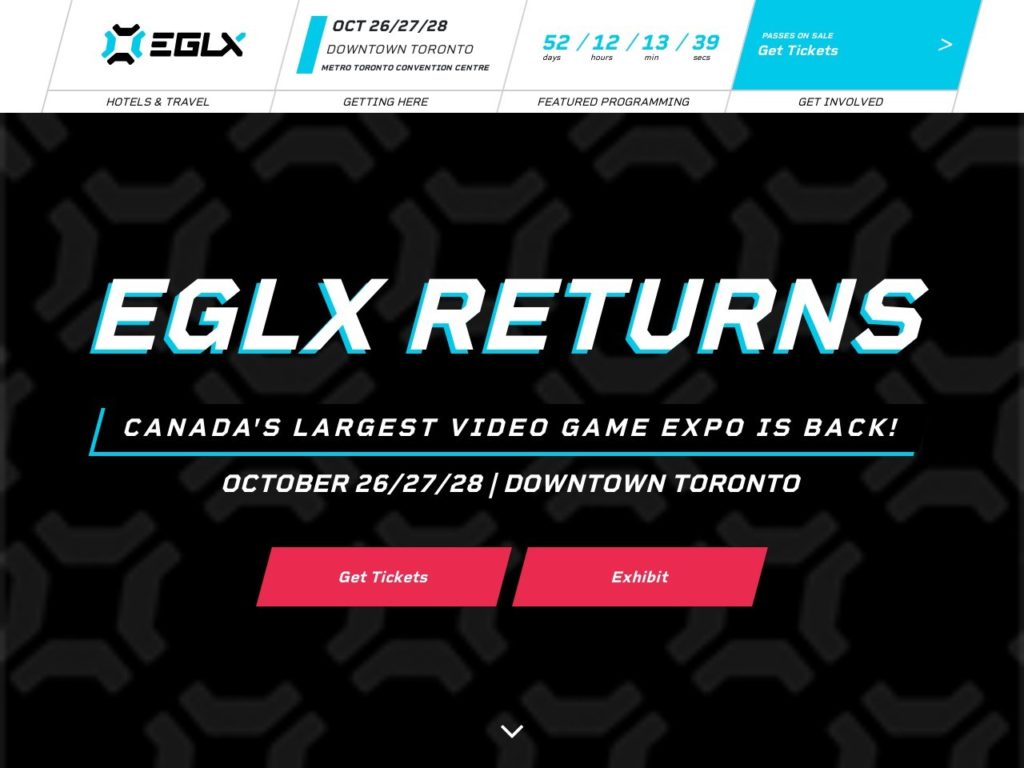 EGLX
OCT 26/27/28
DOWNTOWN TORONTO
METRO TORONTO CONVENTION CENTRE
52 / 12 / 13 / 39
days hours min secs
PASSES ON SALE
Get Tickets >
HOTELS & TRAVEL
GETTING HERE
FEATURED PROGRAMMING
GET INVOLVED
EGLX RETURNS
CANADA'S LARGEST VIDEO GAME EXPO IS BACK!
OCTOBER 26/27/28 | DOWNTOWN TORONTO
Get Tickets
Exhibit